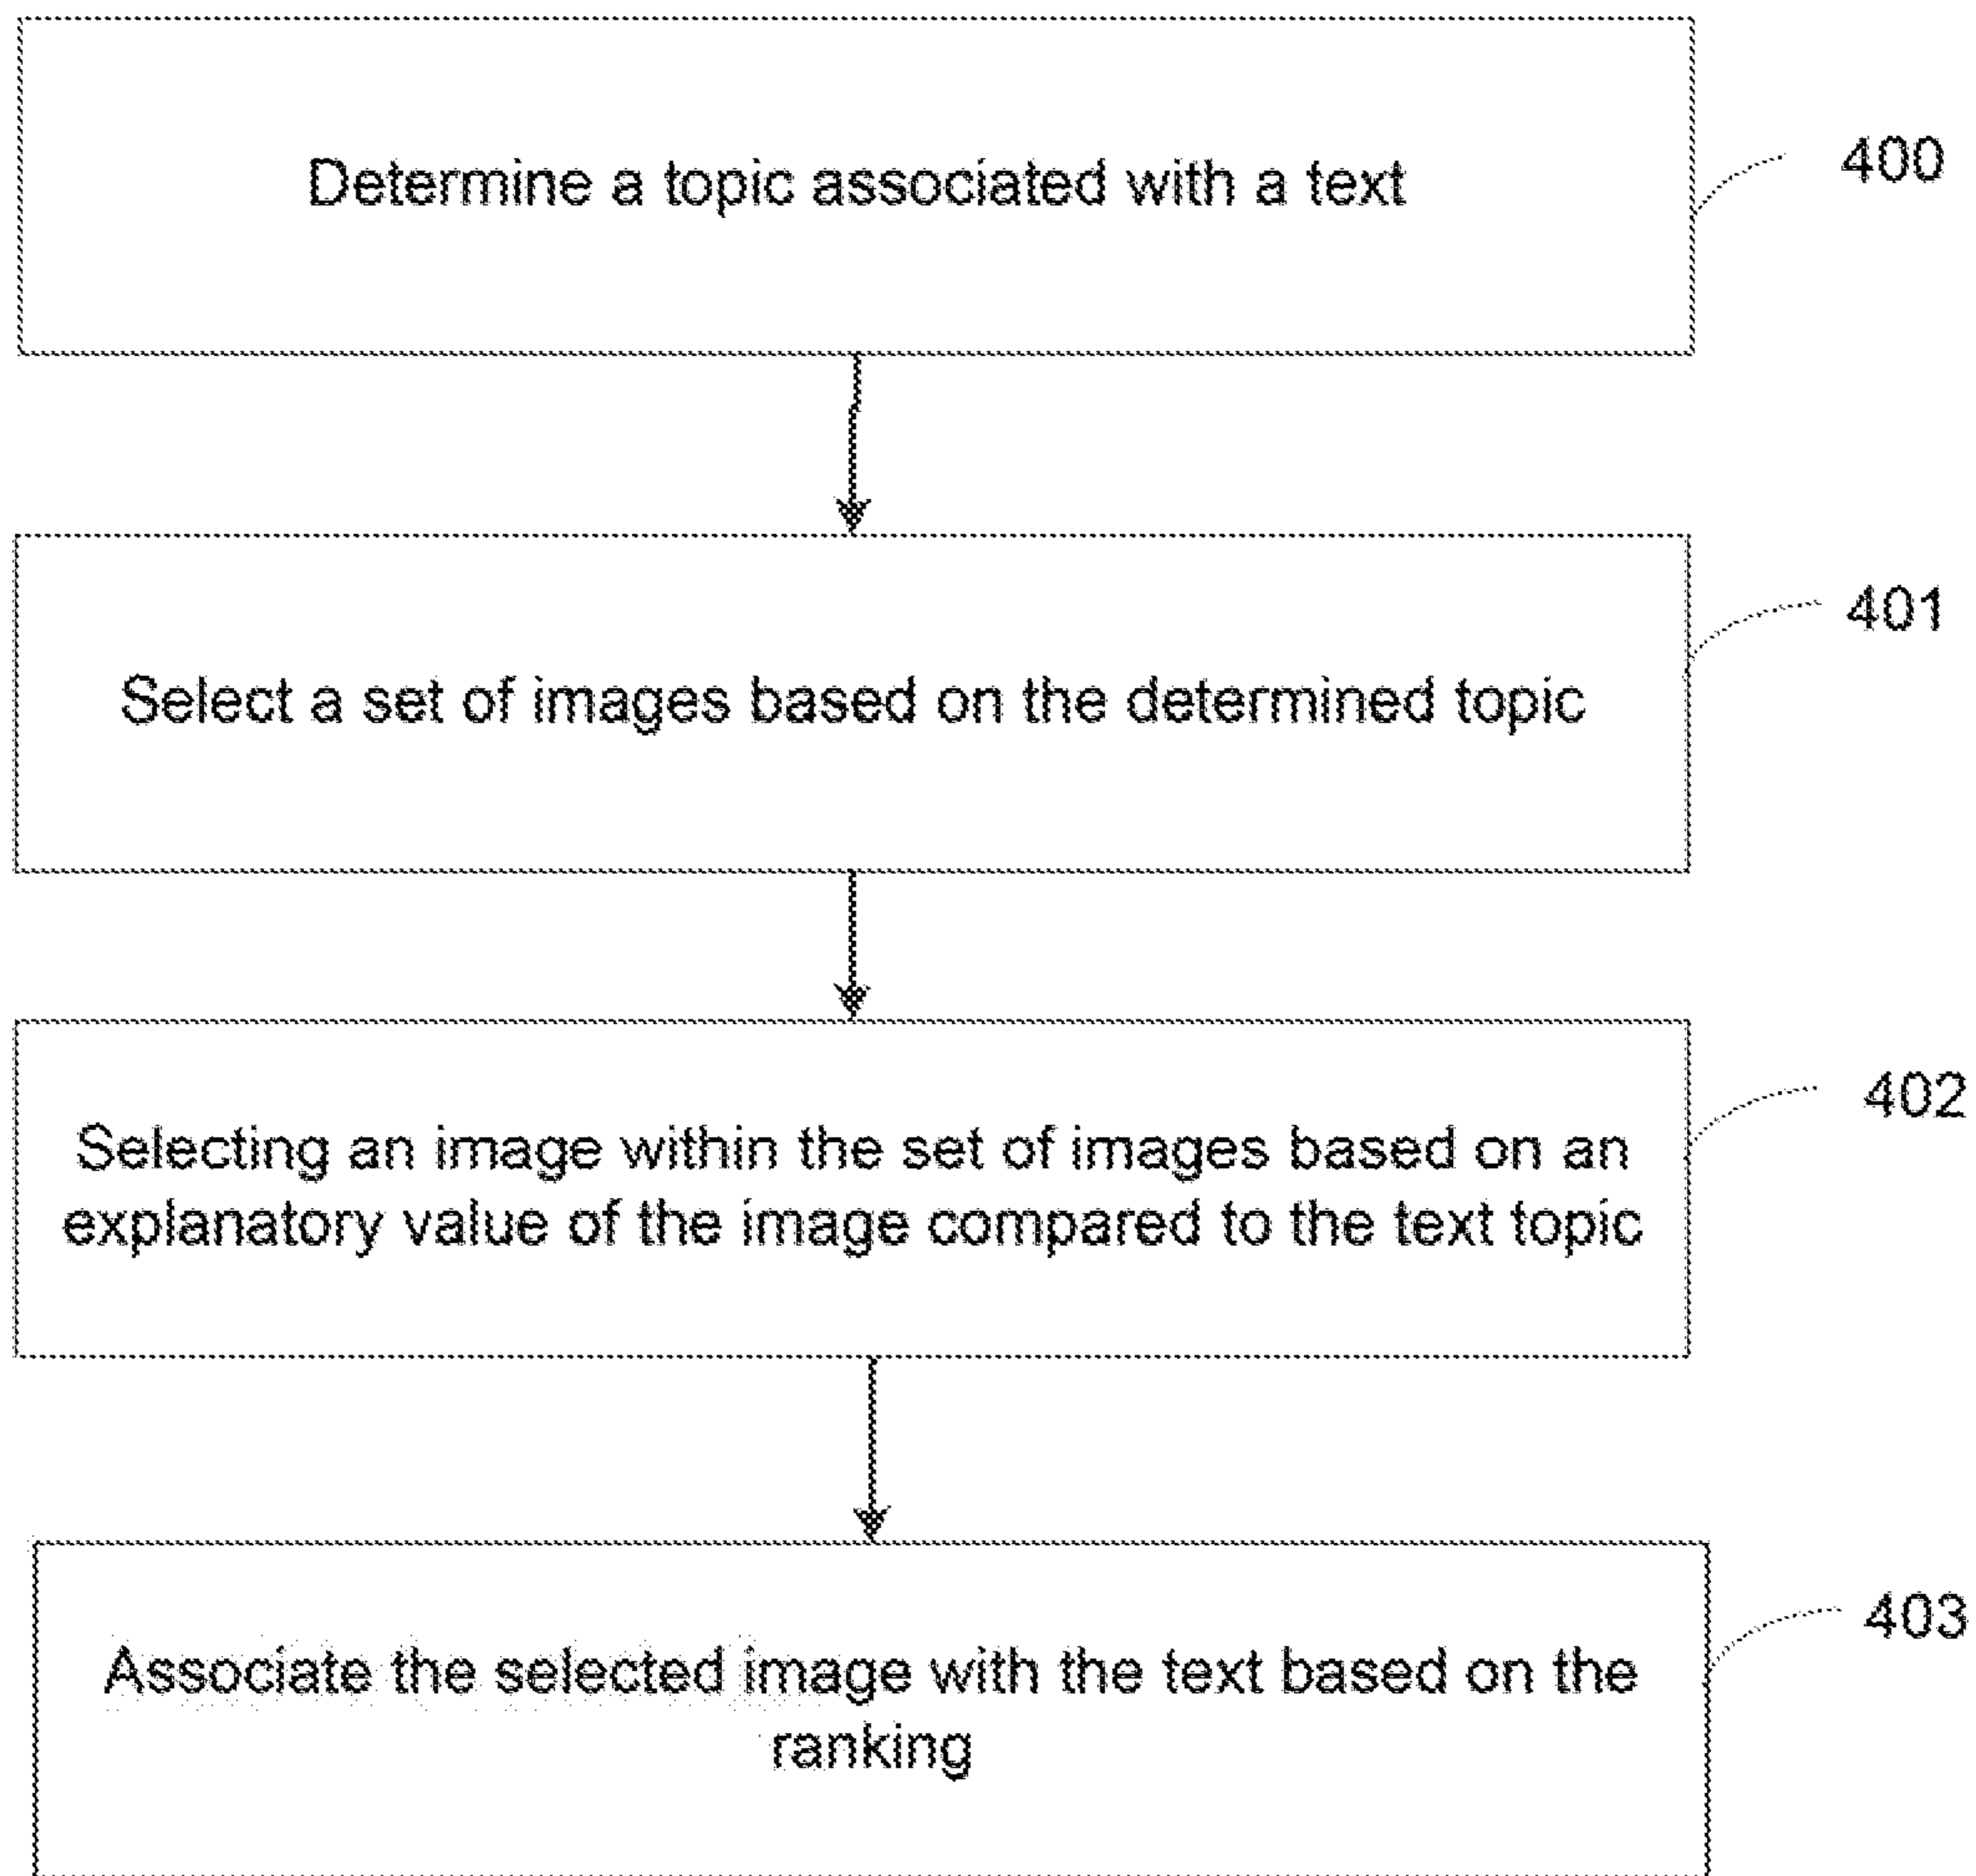 Determine a topic associated with a text
400
Select a set of images based on the determined topic
401
Selecting an image within the set of images based on an
explanatory value of the image compared to the text topic
402
Associate the selected image with the text based on the
ranking
403